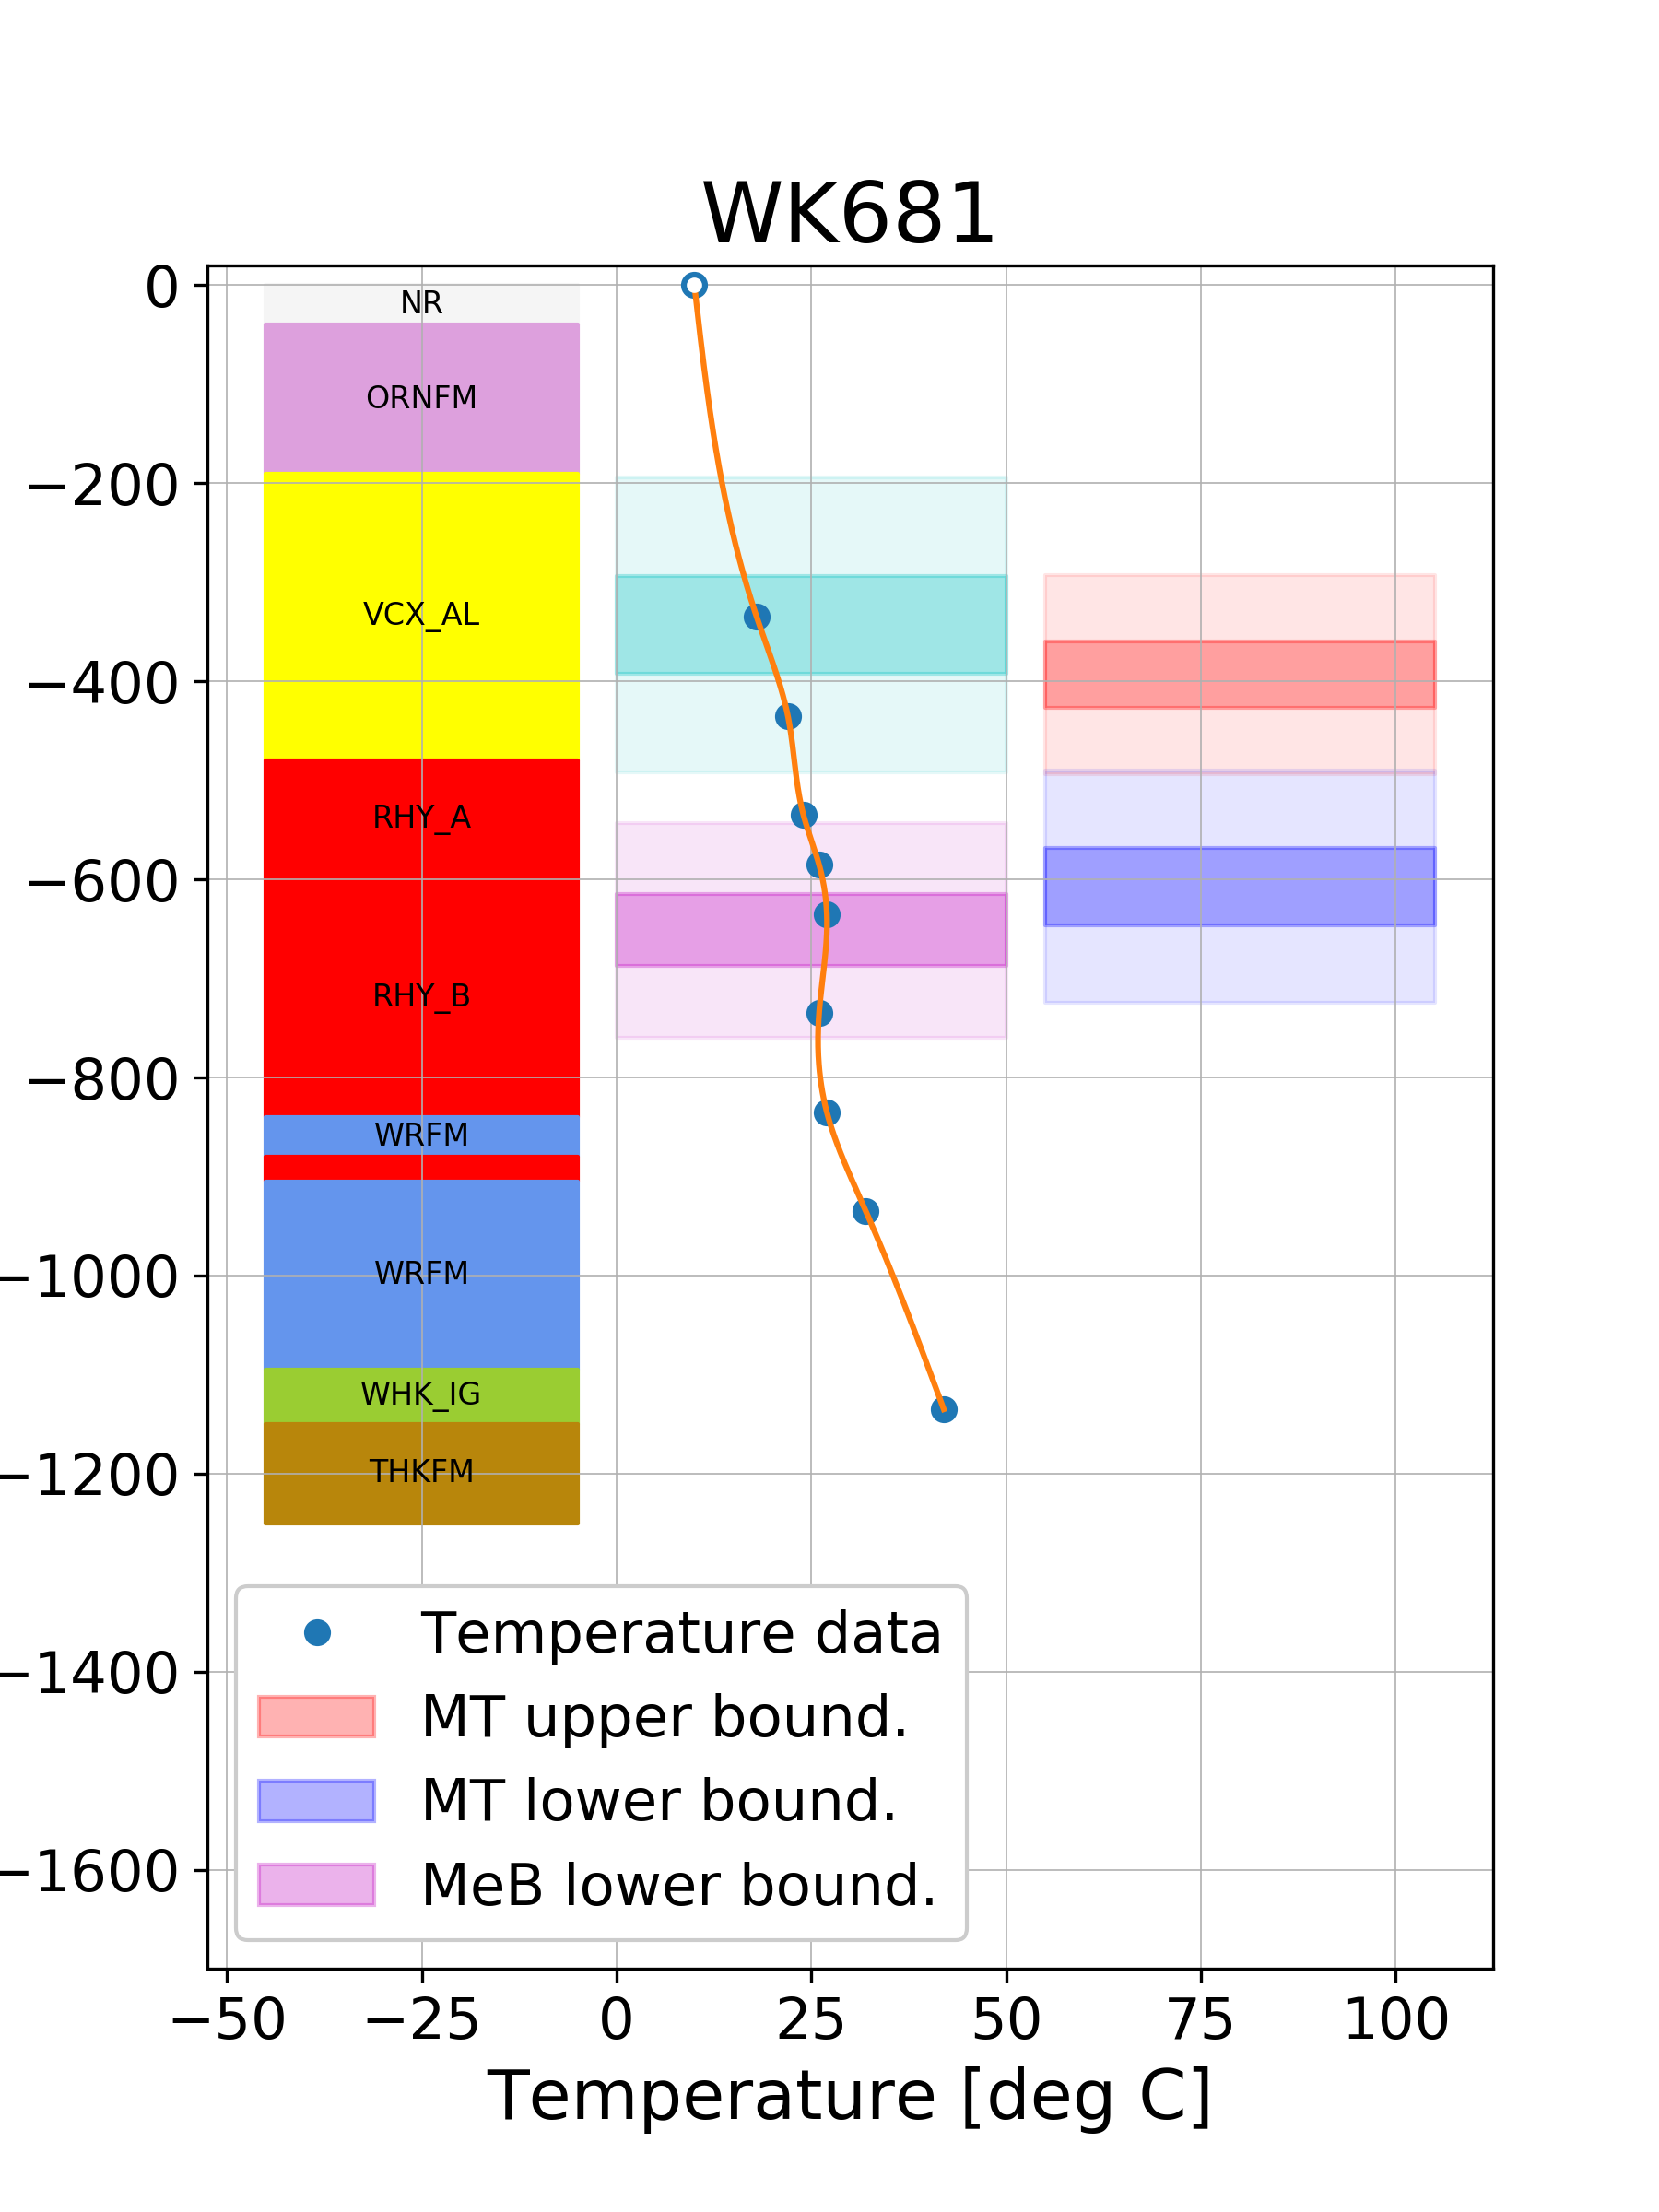 WK681
0
−200
−400
−600
−800
−1000
−1200
−1400
−1600
NR
ORNFM
VCX_AL
RHY_A
RHY_B
WRFM
WRFM
WHK_IG
THKFM
Temperature data
MT upper bound.
MT lower bound.
MeB lower bound.
−50 −25 0 25 50 75 100
Temperature [deg C]